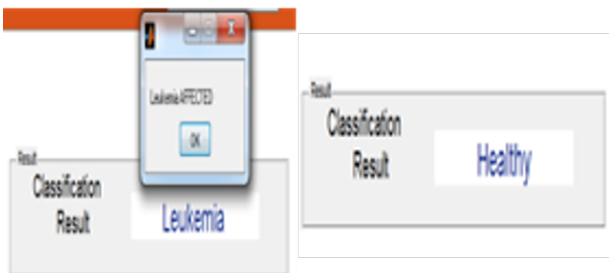 Leukemia AFFECTED
OK
Result
Classification
Result
Leukemia
Result
Classification
Result
Healthy